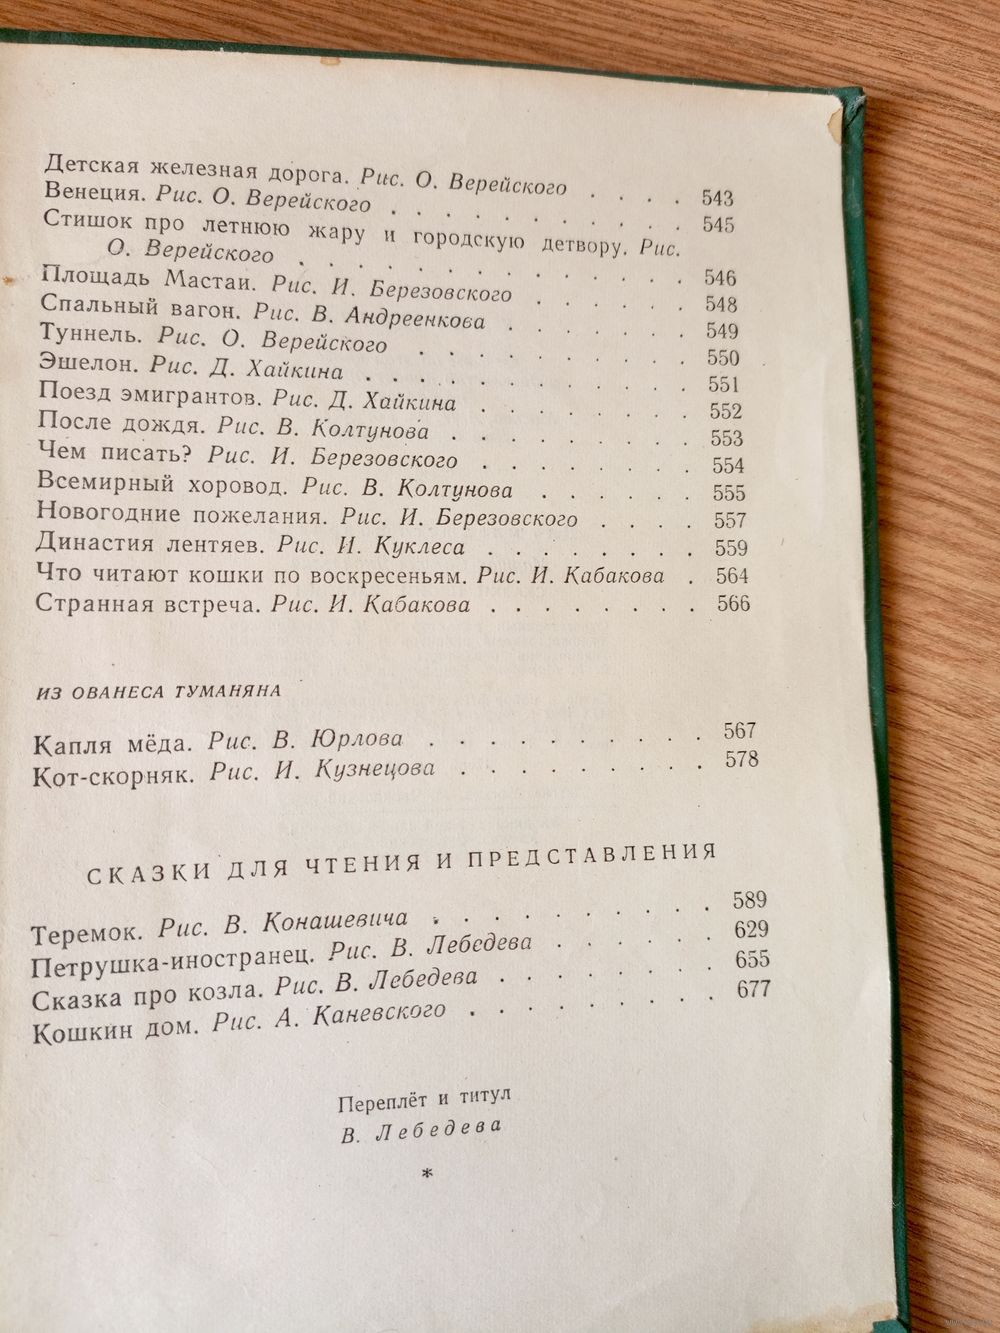 Детская железная дорога. Рис. О. Верейского . . . . 543
Венеция. Рис. О. Верейского . . . . . . . . . . 545
Стишок про летнюю жару и городскую детвору. Рис.
О. Верейского . . . . . . . . . . . . . . 546
Площадь Мастаи. Рис. И. Березовского . . . . . . 548
Спальный вагон. Рис. В. Андреенкова . . . . . . . 549
Туннель. Рис. О. Верейского . . . . . . . . . . 550
Эшелон. Рис. Д. Хайкина . . . . . . . . . . . . 551
Поезд эмигрантов. Рис. Д. Хайкина . . . . . . . . 552
После дождя. Рис. В. Колтунова . . . . . . . . . 553
Чем писать? Рис. И. Березовского . . . . . . . . 554
Всемирный хоровод. Рис. В. Колтунова . . . . . . 555
Новогодние пожелания. Рис. И. Березовского . . . . 557
Династия лентяев. Рис. И. Куклеса . . . . . . . . 559
Что читают кошки по воскресеньям. Рис. И. Кабакова . 564
Странная встреча. Рис. И. Кабакова . . . . . . . . 566
ИЗ ОВАНЕСА ТУМАНЯНА
Капля мёда. Рис. В. Юрлова . . . . . . . . . . 567
Кот-скорняк. Рис. И. Кузнецова . . . . . . . . . 578
СКАЗКИ ДЛЯ ЧТЕНИЯ И ПРЕДСТАВЛЕНИЯ
Теремок. Рис. В. Конашевича . . . . . . . . . . 589
Петрушка-иностранец. Рис. В. Лебедева . . . . . . 629
Сказка про козла. Рис. В. Лебедева . . . . . . . . 655
Кошкин дом. Рис. А. Каневского . . . . . . . . . 677
Переплёт и титул
В. Лебедева
*